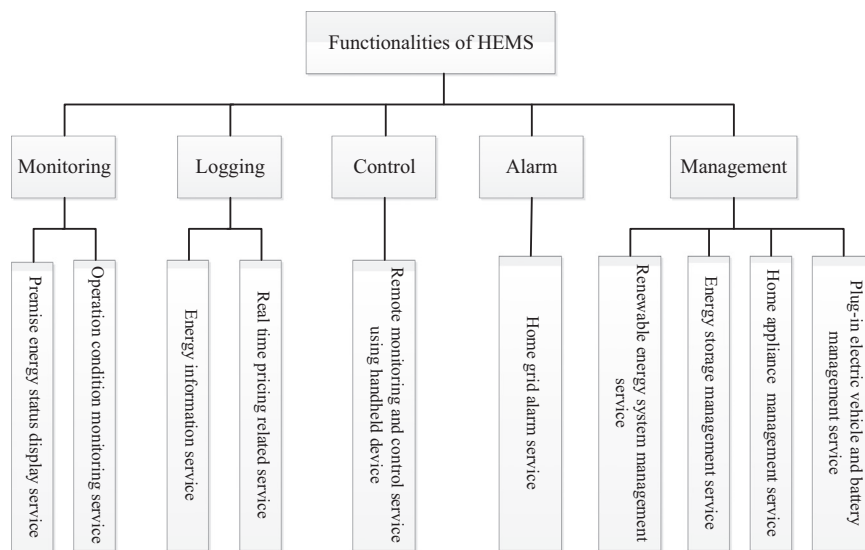 Functionalities of HEMS
Monitoring
Logging
Control
Alarm
Management
Premise energy status display service
Operation condition monitoring service
Energy information service
Real time pricing related service
Remote monitoring and control service
using handheld device
Home grid alarm service
Renewable energy system management
service
Energy storage management service
Home appliance management service
Plug-in electric vehicle and battery
management service